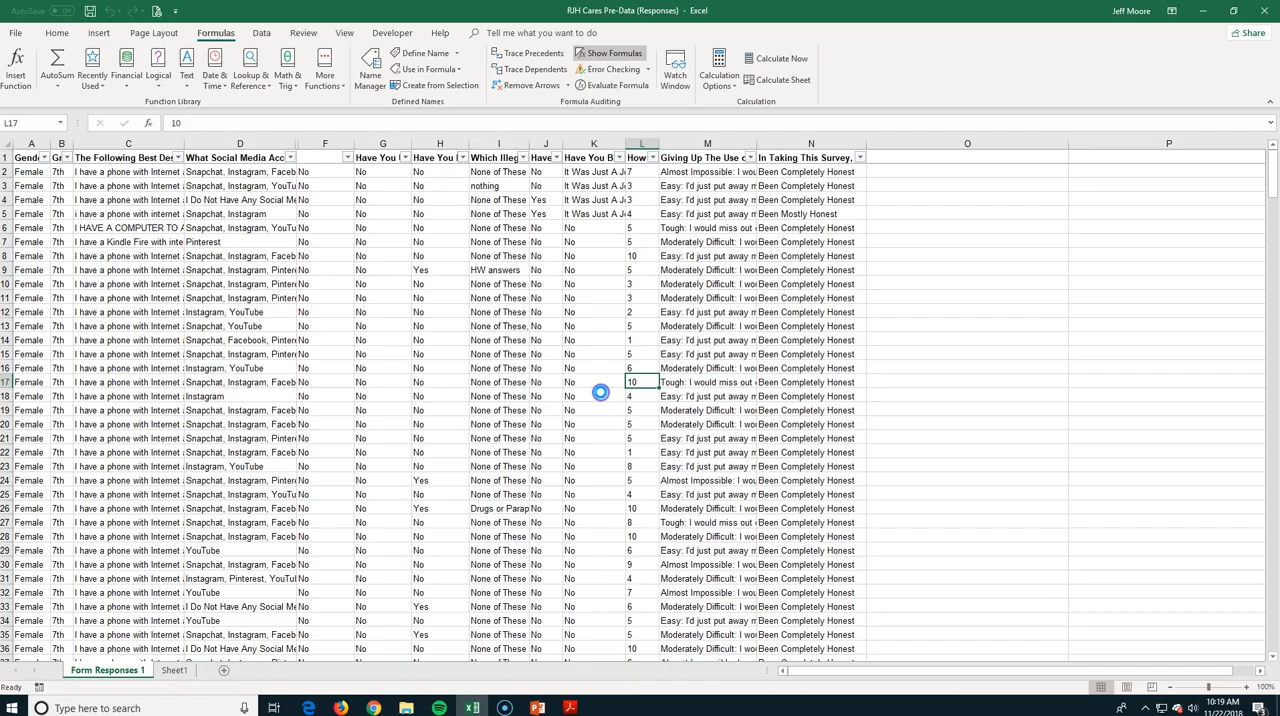 AutoSave Off
RJH Cares Pre-Data (Responses) - Excel
Jeff Moore
File Home Insert Page Layout Formulas Data Review View Developer Help Tell me what you want to do Share
Insert Function
AutoSum
Recently Used
Financial
Logical
Text
Date & Time
Lookup & Reference
Math & Trig
More Functions
Function Library
Name Manager
Define Name
Use in Formula
Create from Selection
Defined Names
Trace Precedents
Trace Dependents
Remove Arrows
Show Formulas
Error Checking
Evaluate Formula
Formula Auditing
Watch Window
Calculation Options
Calculate Now
Calculate Sheet
Calculation
L17 fx 10
A B C D F G H I J K L M N O P
1 Gende Gr The Following Best Des What Social Media Acc Have You Have You Which Illeg Have Have You B How Giving Up The Use o In Taking This Survey,
2 Female 7th I have a phone with Internet Snapchat, Instagram, Faceb No No No None of These No It Was Just A J 7 Almost Impossible: I wou Been Completely Honest
3 Female 7th I have a phone with Internet Snapchat, Instagram, YouTu No No No nothing No It Was Just A J 3 Easy: I'd just put away m Been Completely Honest
4 Female 7th I have a phone with Internet I Do Not Have Any Social Me No No No None of These Yes It Was Just A J 3 Easy: I'd just put away m Been Completely Honest
5 Female 7th I have a phone with Internet Snapchat, Instagram No No No None of These Yes It Was Just A J 4 Easy: I'd just put away m Been Mostly Honest
6 Female 7th I HAVE A COMPUTER TO A Snapchat, Instagram, YouTu No No No None of These No No 5 Tough: I would miss out Been Completely Honest
7 Female 7th I have a Kindle Fire with inte Pinterest No No No None of These No No 5 Moderately Difficult: I wo Been Completely Honest
8 Female 7th I have a phone with Internet Snapchat, Instagram, Faceb No No No None of These No No 10 Easy: I'd just put away m Been Completely Honest
9 Female 7th I have a phone with Internet Snapchat, Instagram, Pinter No No Yes HW answers No No 5 Moderately Difficult: I wo Been Completely Honest
10 Female 7th I have a phone with Internet Snapchat, Instagram, Pinter No No No None of These No No 3 Moderately Difficult: I wo Been Completely Honest
11 Female 7th I have a phone with Internet Snapchat, Instagram, Pinter No No No None of These No No 3 Easy: I'd just put away m Been Completely Honest
12 Female 7th I have a phone with Internet Instagram, YouTube No No No None of These No No 2 Easy: I'd just put away m Been Completely Honest
13 Female 7th I have a phone with Internet Snapchat, YouTube No No No None of These, No No 5 Moderately Difficult: I wo Been Completely Honest
14 Female 7th I have a phone with Internet Snapchat, Facebook, Pinter No No No None of These No No 1 Easy: I'd just put away m Been Completely Honest
15 Female 7th I have a phone with Internet Snapchat, Instagram, Pinter No No No None of These No No 5 Easy: I'd just put away m Been Completely Honest
16 Female 7th I have a phone with Internet Instagram, YouTube No No No None of These No No 6 Moderately Difficult: I wo Been Completely Honest
17 Female 7th I have a phone with Internet Snapchat, Instagram, Faceb No No No None of These No No 10 Tough: I would miss out Been Completely Honest
18 Female 7th I have a phone with Internet Instagram No No No None of These No No 4 Easy: I'd just put away m Been Completely Honest
19 Female 7th I have a phone with Internet Snapchat, Instagram, Faceb No No No None of These No No 5 Moderately Difficult: I wo Been Completely Honest
20 Female 7th I have a phone with Internet Snapchat, Instagram, Faceb No No No None of These No No 5 Moderately Difficult: I wo Been Completely Honest
21 Female 7th I have a phone with Internet Snapchat, Instagram, Pinter No No No None of These No No 5 Easy: I'd just put away m Been Completely Honest
22 Female 7th I have a phone with Internet Snapchat, Instagram, Faceb No No No None of These No No 1 Easy: I'd just put away m Been Completely Honest
23 Female 7th I have a phone with Internet Instagram, YouTube No No No None of These No No 8 Easy: I'd just put away m Been Completely Honest
24 Female 7th I have a phone with Internet Snapchat, Instagram, Pinter No No Yes None of These No No 5 Almost Impossible: I wou Been Completely Honest
25 Female 7th I have a phone with Internet Snapchat, Instagram, YouTu No No No None of These No No 4 Easy: I'd just put away m Been Completely Honest
26 Female 7th I have a phone with Internet Snapchat, Instagram, Faceb No No Yes Drugs or Parap No No 10 Moderately Difficult: I wo Been Completely Honest
27 Female 7th I have a phone with Internet Snapchat, Instagram, Faceb No No No None of These No No 8 Tough: I would miss out Been Completely Honest
28 Female 7th I have a phone with Internet Snapchat, Instagram, Faceb No No No None of These No No 10 Moderately Difficult: I wo Been Completely Honest
29 Female 7th I have a phone with Internet YouTube No No No None of These No No 6 Easy: I'd just put away m Been Completely Honest
30 Female 7th I have a phone with Internet Snapchat, Instagram, Faceb No No No None of These No No 9 Almost Impossible: I wou Been Completely Honest
31 Female 7th I have a phone with Internet Instagram, Pinterest, YouTu No No No None of These No No 4 Moderately Difficult: I wo Been Completely Honest
32 Female 7th I have a phone with Internet YouTube No No No None of These No No 7 Almost Impossible: I wou Been Completely Honest
33 Female 7th I have a phone with Internet I Do Not Have Any Social Me No No Yes None of These No No 6 Moderately Difficult: I wo Been Completely Honest
34 Female 7th I have a phone with Internet YouTube No No No None of These No No 5 Easy: I'd just put away m Been Completely Honest
35 Female 7th I have a phone with Internet Snapchat, Instagram, Faceb No No Yes None of These No No 5 Moderately Difficult: I wo Been Completely Honest
36 Female 7th I have a phone with Internet I Do Not Have Any Social Me No No No None of These No No 10 Moderately Difficult: I wo Been Completely Honest
Form Responses 1 Sheet1
Ready 100%
Type here to search
10:19 AM
11/22/2018